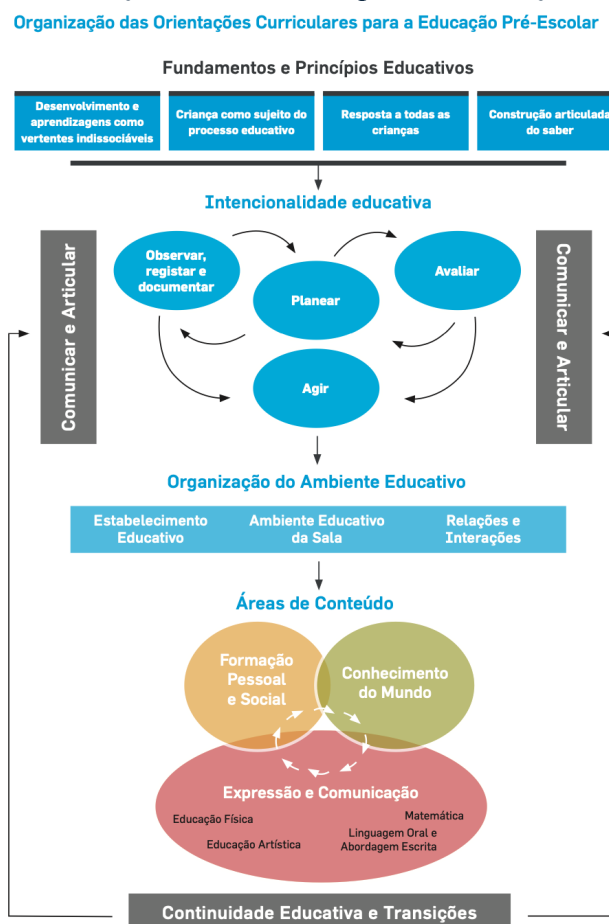 Organização das Orientações Curriculares para a Educação Pré-Escolar
Fundamentos e Princípios Educativos
Desenvolvimento e
aprendizagens como
vertentes indissociáveis
Criança como sujeito do
processo educativo
Resposta a todas as
crianças
Construção articulada
do saber
Intencionalidade educativa
Comunicar e Articular
Observar,
registar e
documentar
Planear
Avaliar
Agir
Comunicar e Articular
Organização do Ambiente Educativo
Estabelecimento
Educativo
Ambiente Educativo
da Sala
Relações e
Interações
Áreas de Conteúdo
Formação
Pessoal
e Social
Conhecimento
do Mundo
Expressão e Comunicação
Educação Física
Matemática
Educação Artística
Linguagem Oral e
Abordagem Escrita
Continuidade Educativa e Transições